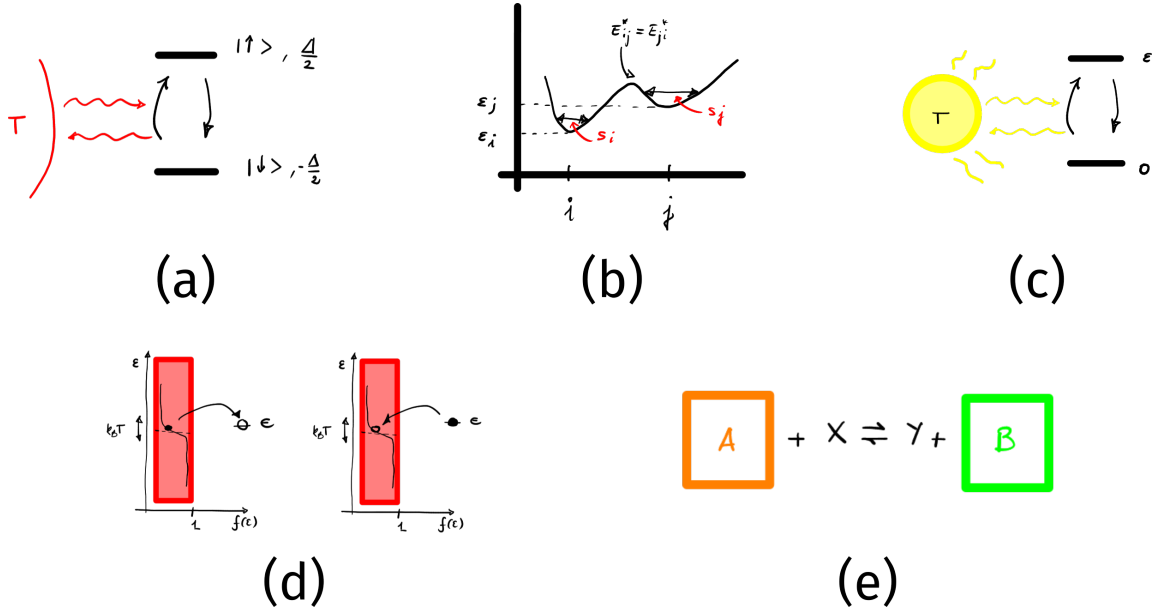 T
|↑>, Δ/2
|↓>, -Δ/2
(a)
E*ij = E*ji
εj
εi
si
sj
i
j
(b)
T
ε
0
(c)
ε
kBT
ϵ
1
f(ε)
ε
kBT
ϵ
1
f(ε)
(d)
A + X ⇌ Y + B
(e)